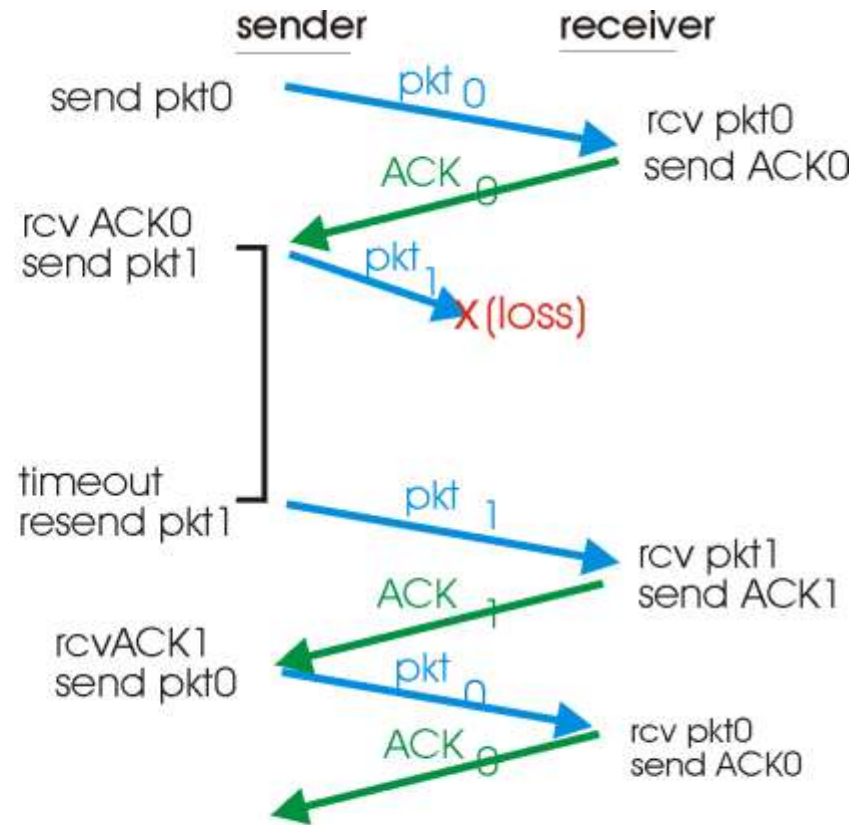 sender
receiver
send pkt0
pkt 0
rcv pkt0
send ACK0
ACK 0
rcv ACK0
send pkt1
pkt 1
X (loss)
timeout
resend pkt1
pkt 1
rcv pkt1
send ACK1
ACK 1
rcvACK1
send pkt0
pkt 0
rcv pkt0
send ACK0
ACK 0